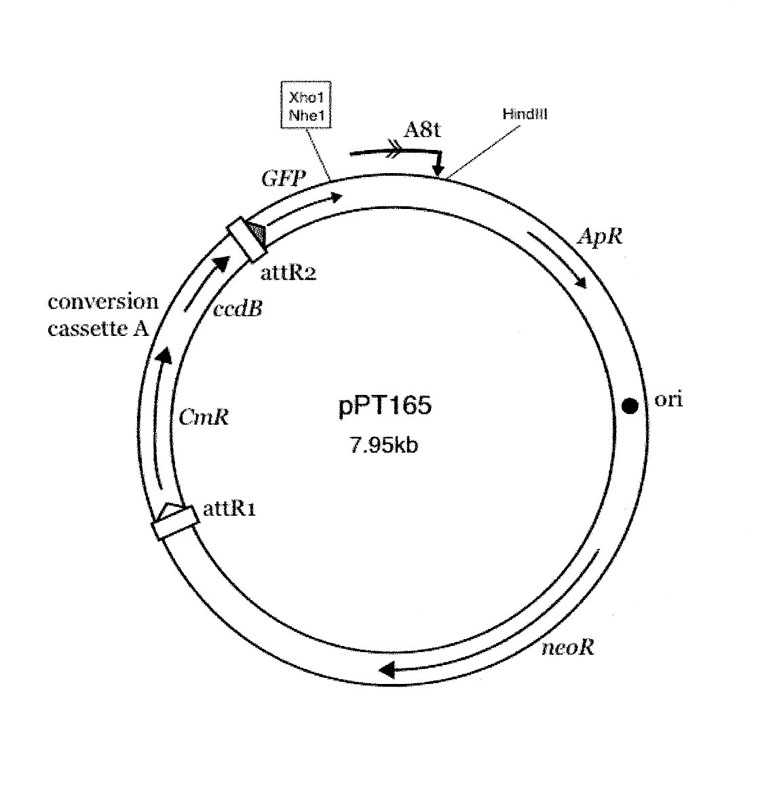 Xho1
Nhe1
A8t
HindIII
GFP
ApR
attR2
conversion
cassette A
ccdB
CmR
pPT165
7.95kb
ori
attR1
neoR